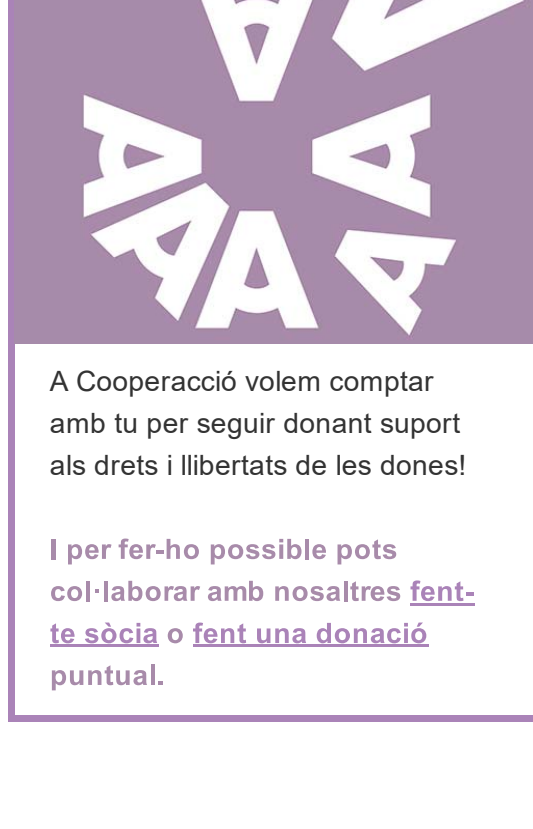 A Cooperacció volem comptar
amb tu per seguir donant suport
als drets i llibertats de les dones!
I per fer-ho possible pots
col·laborar amb nosaltres fent-
te sòcia o fent una donació
puntual.